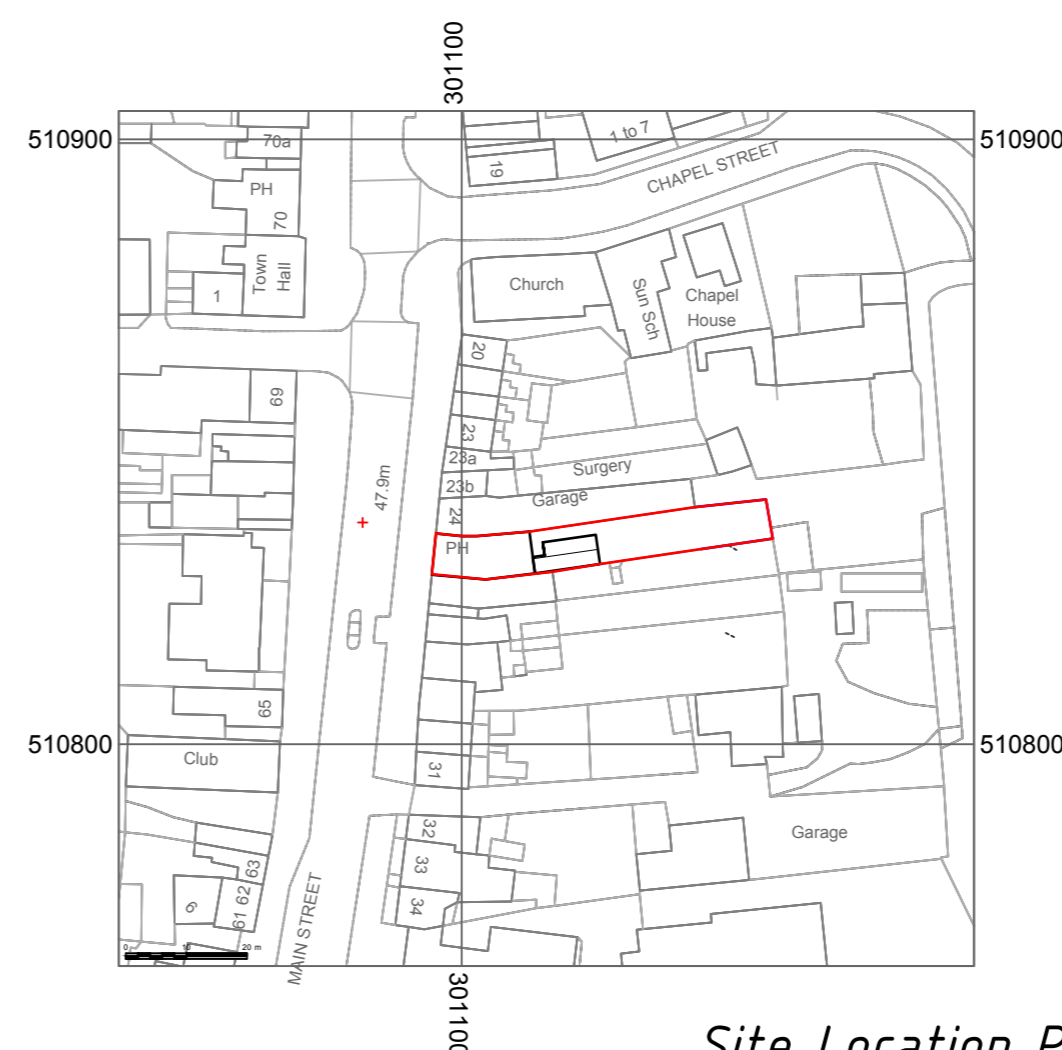 301100
510900
510900
70a
1 to 7
19
CHAPEL STREET
PH
70
Town
Hall
1
Church
Sun Sch
Chapel
House
20
69
23
23a
Surgery
47.9m
23b
Garage
24
PH
65
510800
510800
Club
31
32
Garage
33
63
62
61
6
34
MAIN STREET
0 10 20 m
301100
Site Location P